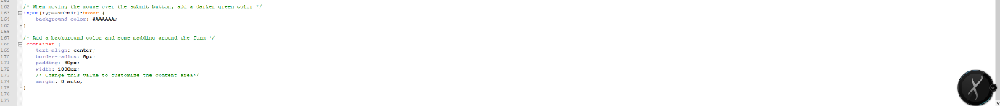 161
162 /* When moving the mouse over the submit button, add a darker green color */
163 input[type=submit]:hover {
164 background-color: #AAAAAA;
165 }
166
167 /* Add a background color and some padding around the form */
168 .container {
169 text-align: center;
170 border-radius: 8px;
171 padding: 80px;
172 width: 1000px;
173 /* Change this value to customize the content area*/
174 margin: 0 auto;
175 }
176
177